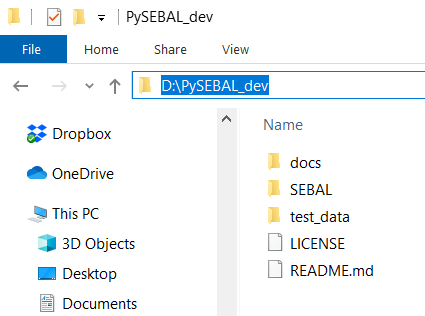 PySEBAL_dev
File
Home
Share
View
D:\PySEBAL_dev
Dropbox
OneDrive
This PC
3D Objects
Desktop
Documents
Name
docs
SEBAL
test_data
LICENSE
README.md